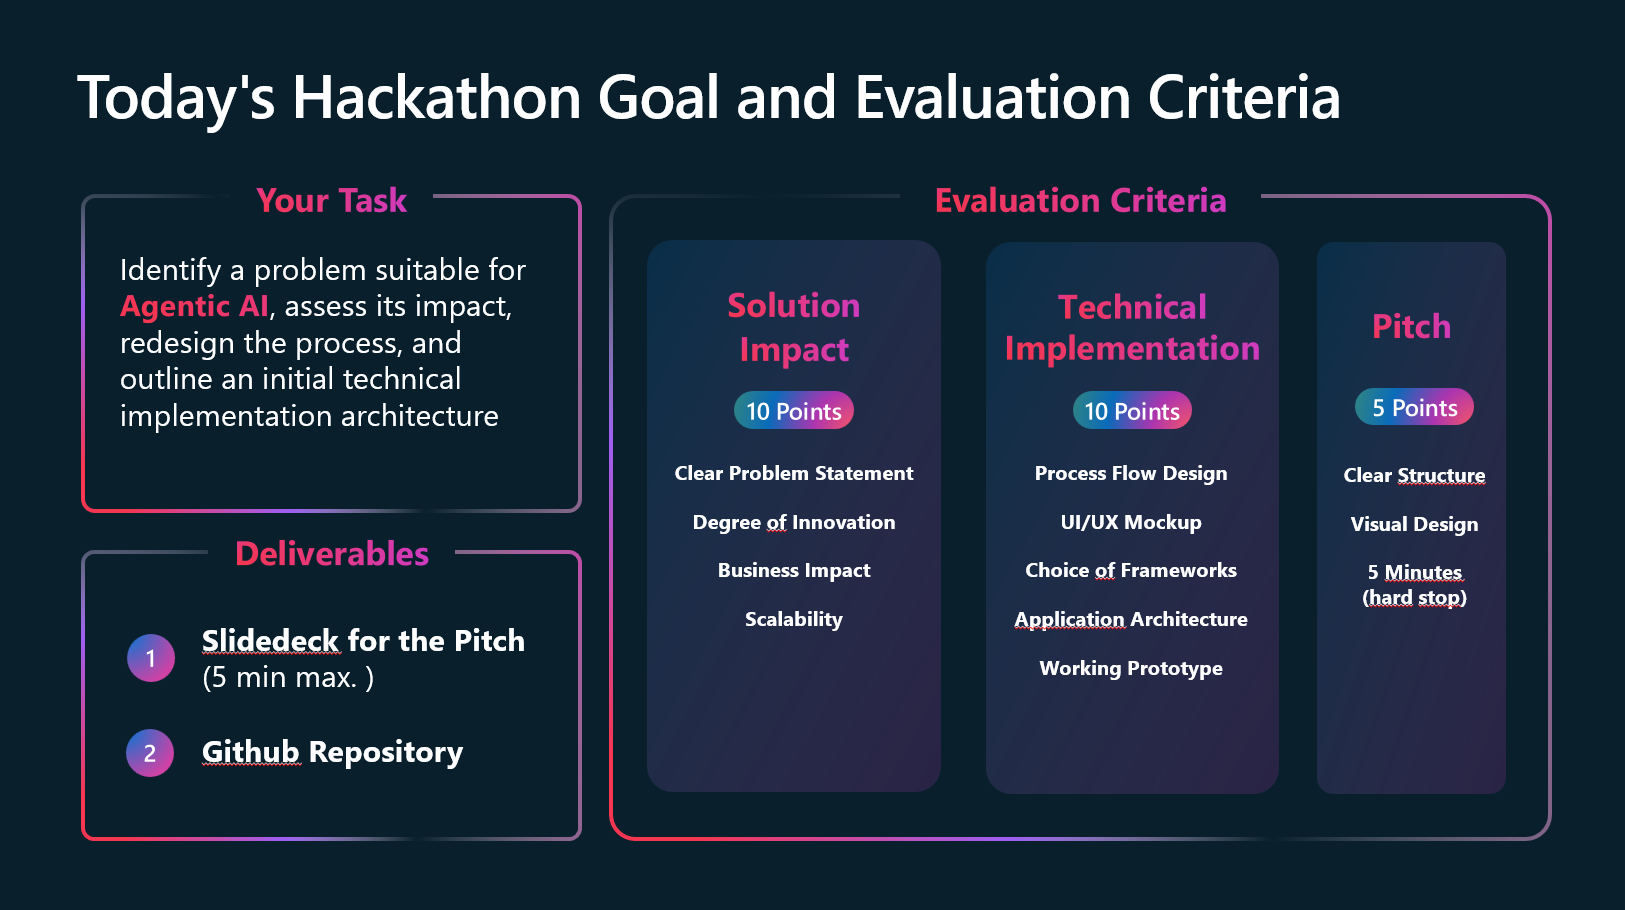 Today's Hackathon Goal and Evaluation Criteria
Your Task
Identify a problem suitable for
Agentic AI, assess its impact,
redesign the process, and
outline an initial technical
implementation architecture
Deliverables
1
Slidedeck for the Pitch
(5 min max. )
2
Github Repository
Evaluation Criteria
Solution
Impact
10 Points
Clear Problem Statement
Degree of Innovation
Business Impact
Scalability
Technical
Implementation
10 Points
Process Flow Design
UI/UX Mockup
Choice of Frameworks
Application Architecture
Working Prototype
Pitch
5 Points
Clear Structure
Visual Design
5 Minutes
(hard stop)